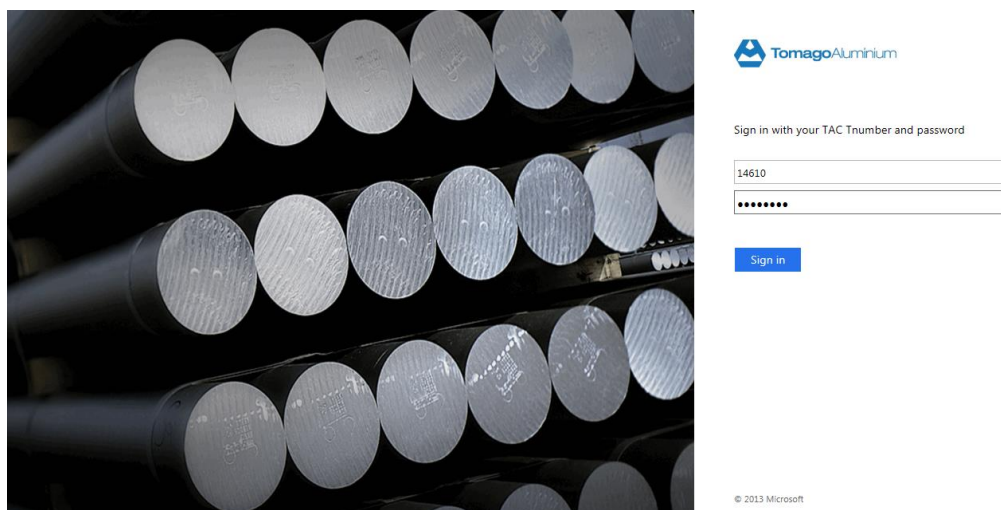 TomagoAluminium
Sign in with your TAC Tnumber and password
14610
••••••••
Sign in
© 2013 Microsoft